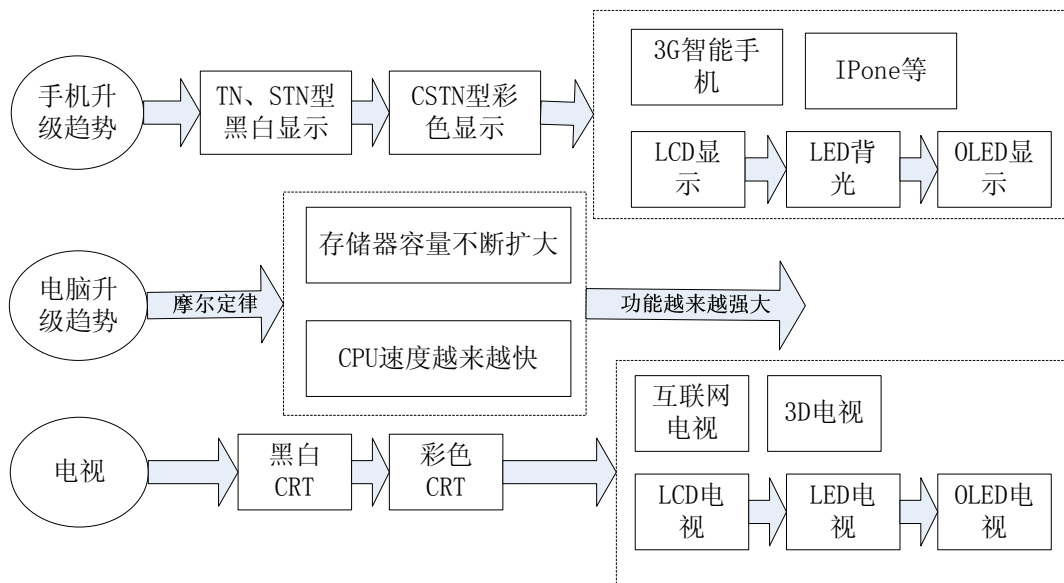 手机升
级趋势
TN、STN型
黑白显示
CSTN型彩
色显示
3G智能手
机
IPone等
LCD显
示
LED背
光
OLED显
示
电脑升
级趋势
摩尔定律
存储器容量不断扩大
CPU速度越来越快
功能越来越强大
电视
黑白
CRT
彩色
CRT
互联网
电视
3D电视
LCD电
视
LED电
视
OLED电
视